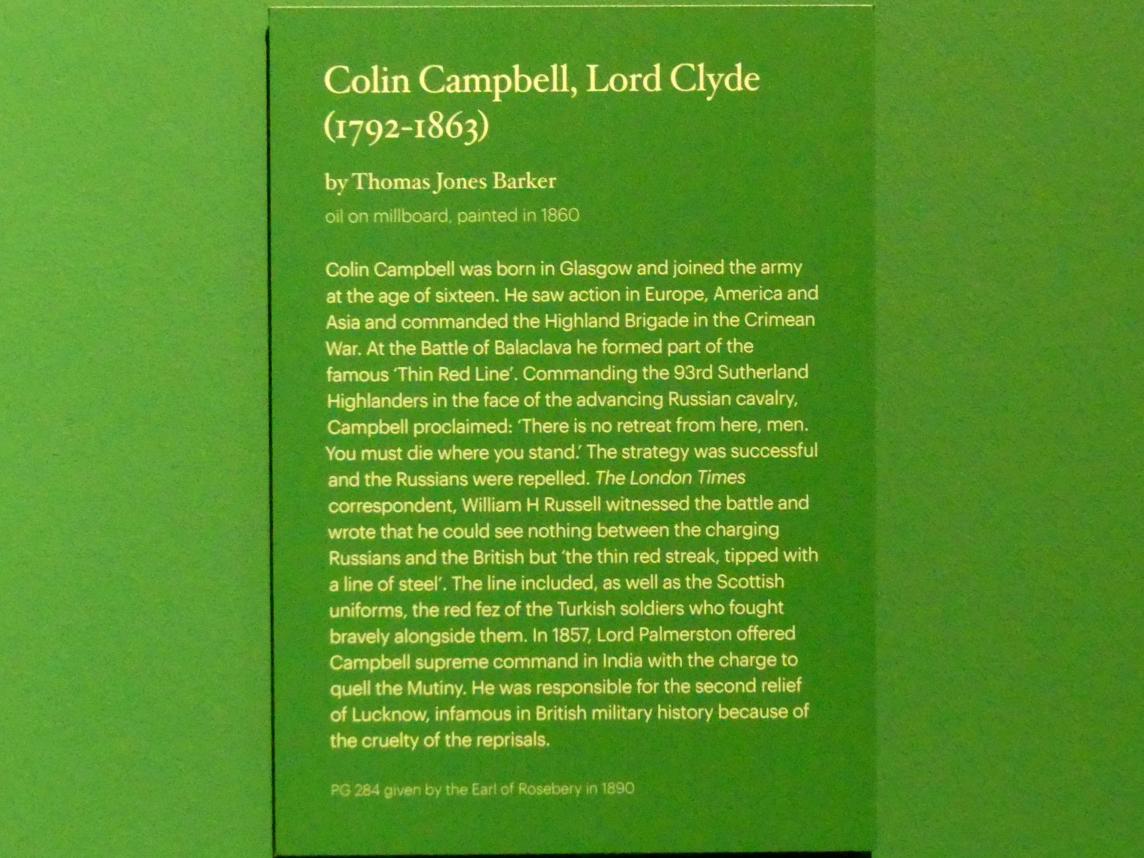 Colin Campbell, Lord Clyde
(1792-1863)
by Thomas Jones Barker
oil on millboard, painted in 1860
Colin Campbell was born in Glasgow and joined the army
at the age of sixteen. He saw action in Europe, America and
Asia and commanded the Highland Brigade in the Crimean
War. At the Battle of Balaclava he formed part of the
famous ‘Thin Red Line’. Commanding the 93rd Sutherland
Highlanders in the face of the advancing Russian cavalry,
Campbell proclaimed: ‘There is no retreat from here, men.
You must die where you stand.’ The strategy was successful
and the Russians were repelled. The London Times
correspondent, William H Russell witnessed the battle and
wrote that he could see nothing between the charging
Russians and the British but ‘the thin red streak, tipped with
a line of steel’. The line included, as well as the Scottish
uniforms, the red fez of the Turkish soldiers who fought
bravely alongside them. In 1857, Lord Palmerston offered
Campbell supreme command in India with the charge to
quell the Mutiny. He was responsible for the second relief
of Lucknow, infamous in British military history because of
the cruelty of the reprisals.
PG 284 given by the Earl of Rosebery in 1890